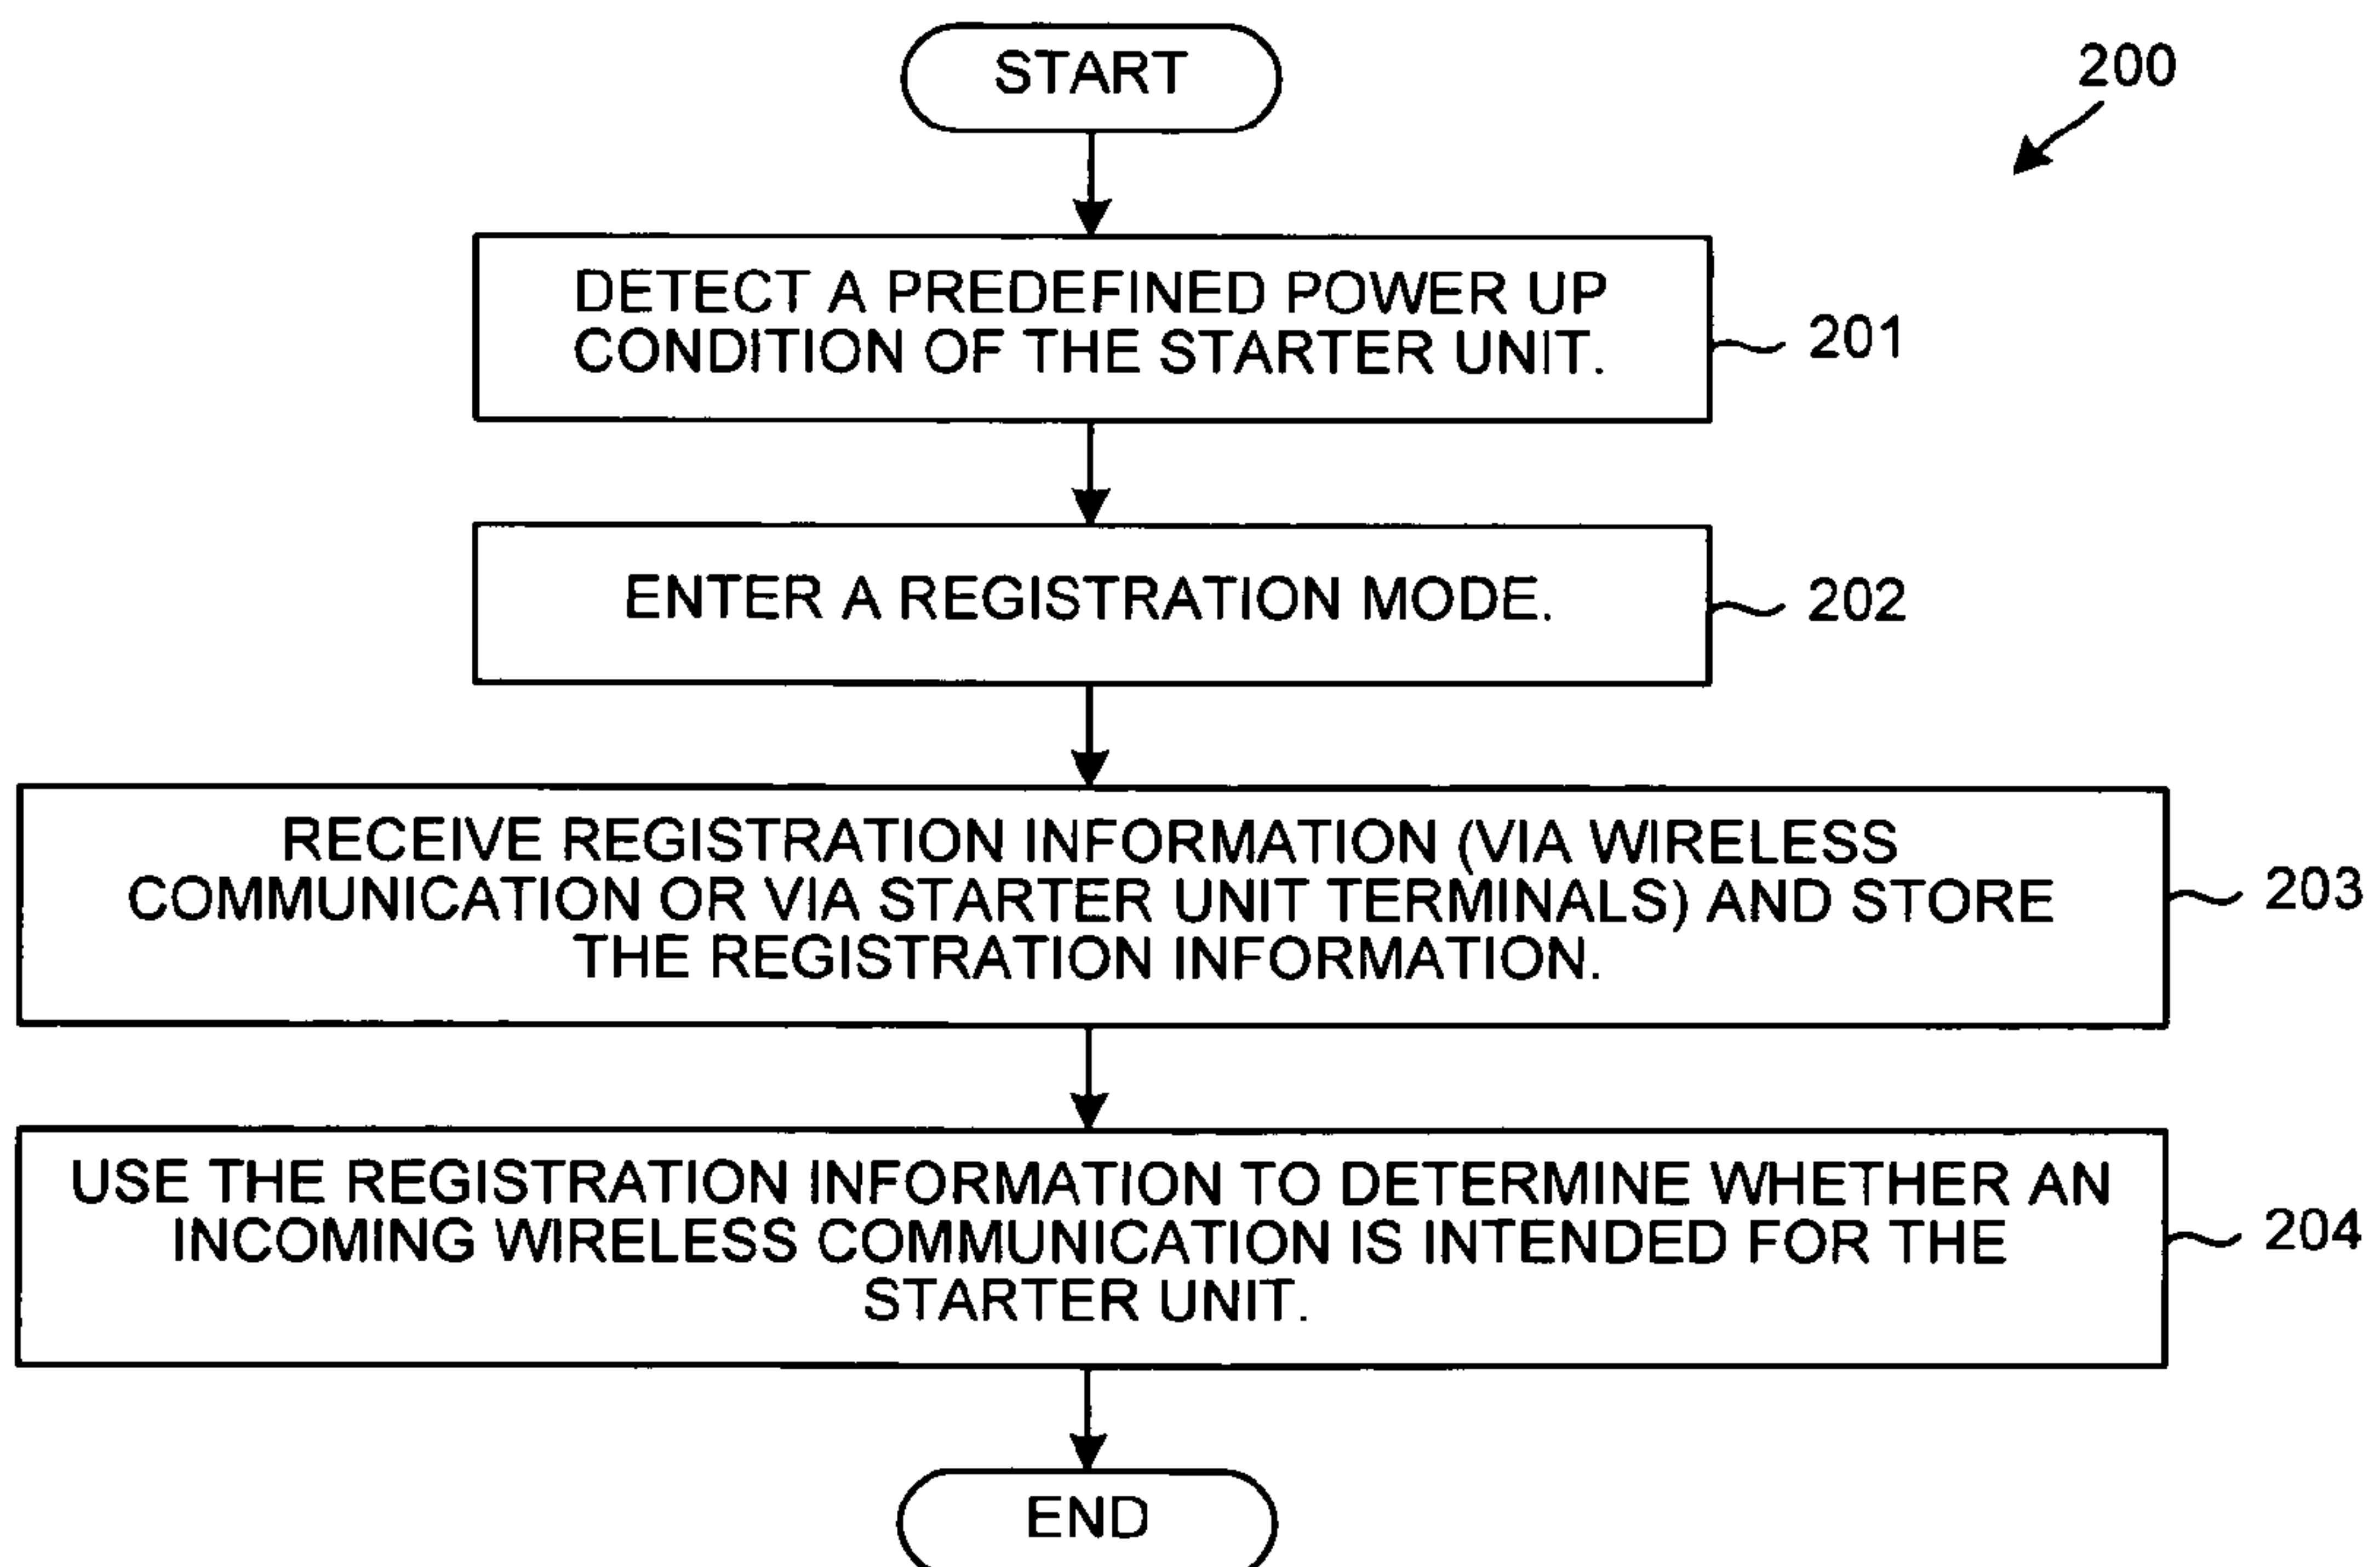 START
200
DETECT A PREDEFINED POWER UP
CONDITION OF THE STARTER UNIT.
201
ENTER A REGISTRATION MODE.
202
RECEIVE REGISTRATION INFORMATION (VIA WIRELESS
COMMUNICATION OR VIA STARTER UNIT TERMINALS) AND STORE
THE REGISTRATION INFORMATION.
203
USE THE REGISTRATION INFORMATION TO DETERMINE WHETHER AN
INCOMING WIRELESS COMMUNICATION IS INTENDED FOR THE
STARTER UNIT.
204
END